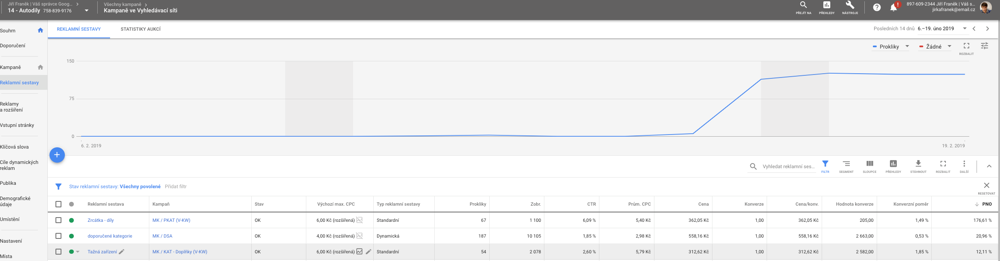 Jiří Franěk | Váš správce Goog...
14 - Autodily 758-839-9176
Všechny kampaně
Kampaně ve Vyhledávací síti
PŘEJÍT NA
PŘEHLEDY
NÁSTROJE
!
897-609-2344 Jiří Franěk | Váš s...
jirkafranek@email.cz
Souhrn
Doporučení
Kampaně
Reklamní sestavy
Reklamy
a rozšíření
Vstupní stránky
Klíčová slova
Cíle dynamických
reklam
Publika
Demografické
údaje
Umístění
Nastavení
Místa
REKLAMNÍ SESTAVY
STATISTIKY AUKCÍ
Posledních 14 dnů 6.–19. úno 2019
Prokliky
Žádné
ROZBALIT
150
75
0
6. 2. 2019
19. 2. 2019
Vyhledat reklamní ses...
FILTR
SEGMENT
SLOUPCE
PŘEHLEDY
STÁHNOUT
ROZBALIT
DALŠÍ
Stav reklamní sestavy: Všechny povolené Přidat filtr
RESETOVAT
Reklamní sestava Kampaň Stav Výchozí max. CPC Typ reklamní sestavy Prokliky Zobr. CTR Prům. CPC Cena Konverze Cena/konv. Hodnota konverze Konverzní poměr PNO
Zrcátka - díly MK / PKAT (V-KW) OK 6,00 Kč (rozšířená) Standardní 67 1 100 6,09 % 5,40 Kč 362,05 Kč 1,00 362,05 Kč 205,00 1,49 % 176,61 %
doporučené kategorie MK / DSA OK 4,00 Kč (rozšířená) Dynamická 187 10 105 1,85 % 2,98 Kč 558,16 Kč 1,00 558,16 Kč 2 663,00 0,53 % 20,96 %
Tažná zařízení MK / KAT - Doplňky (V-KW) OK 6,00 Kč (rozšířená) Standardní 54 2 078 2,60 % 5,79 Kč 312,62 Kč 1,00 312,62 Kč 2 582,00 1,85 % 12,11 %